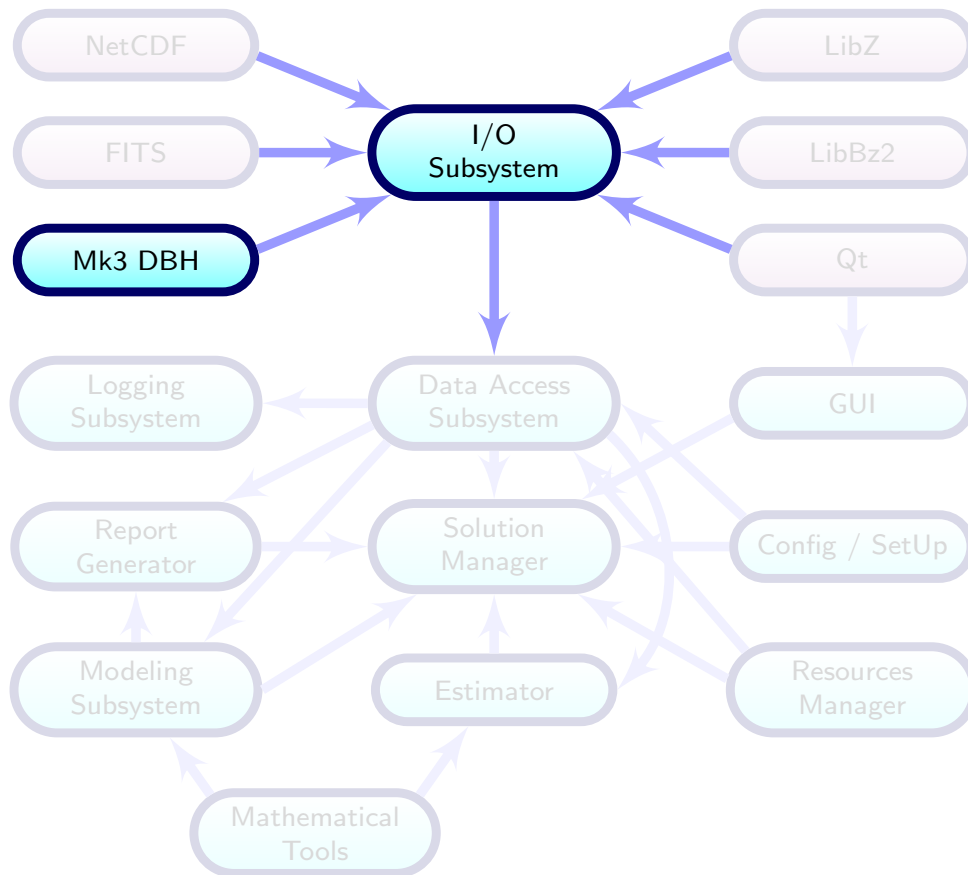 NetCDF
LibZ
I/O
Subsystem
FITS
LibBz2
Mk3 DBH
Qt
Logging
Subsystem
Data Access
Subsystem
GUI
Report
Generator
Solution
Manager
Config / SetUp
Modeling
Subsystem
Estimator
Resources
Manager
Mathematical
Tools